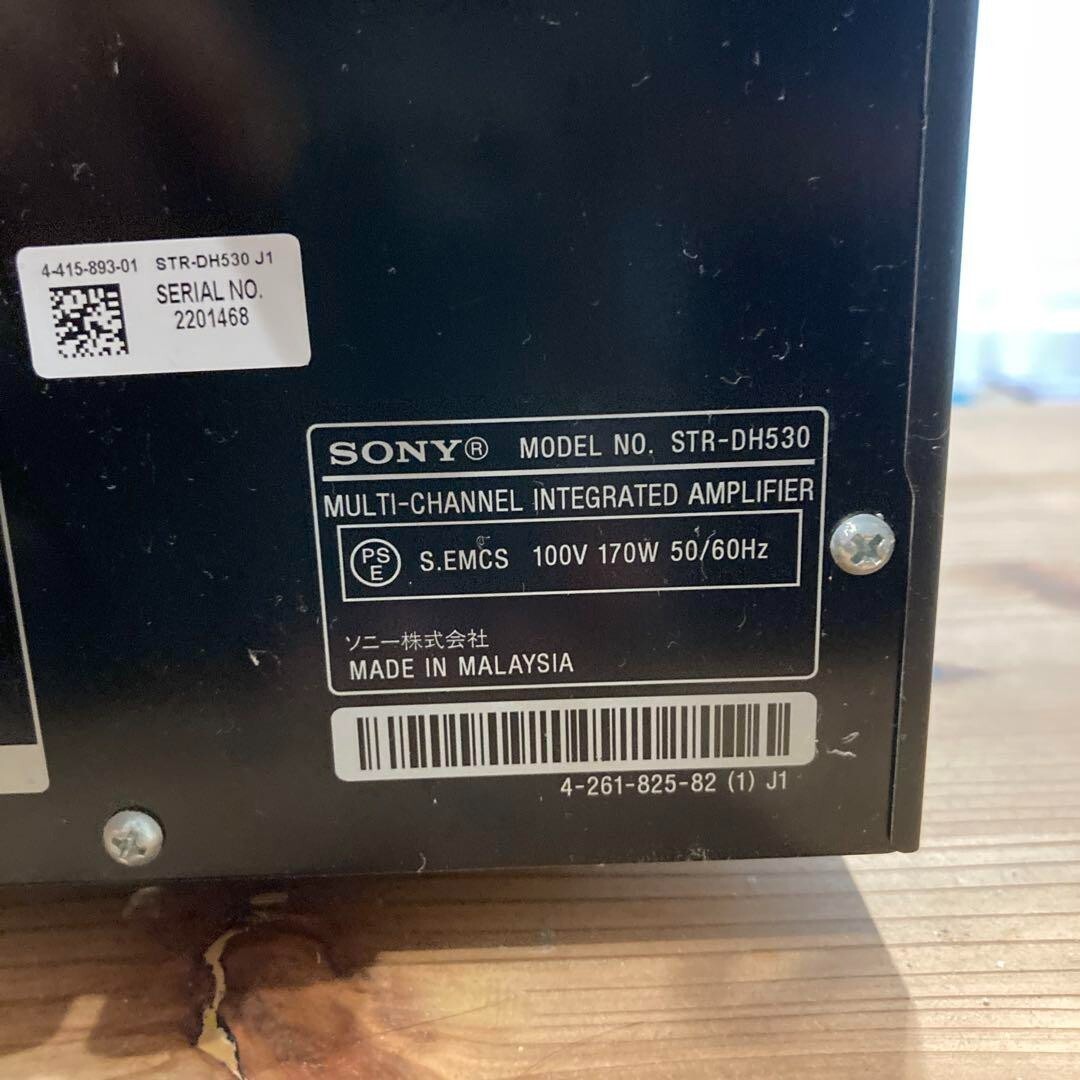 4-415-893-01 STR-DH530 J1
SERIAL NO.
2201468
SONY® MODEL NO. STR-DH530
MULTI-CHANNEL INTEGRATED AMPLIFIER
PS
E
S.EMCS 100V 170W 50/60Hz
ソニー株式会社
MADE IN MALAYSIA
4-261-825-82 (1) J1